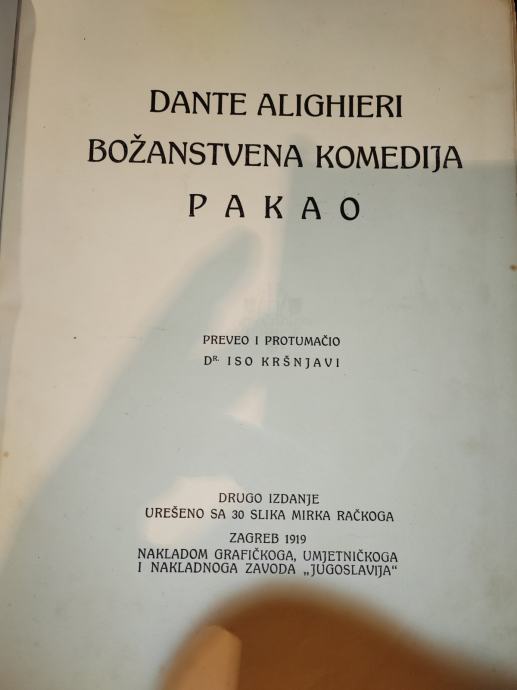 DANTE ALIGHIERI
BOŽANSTVENA KOMEDIJA
PAKAO
PREVEO I PROTUMAČIO
DR. ISO KRŠNJAVI
DRUGO IZDANJE
UREŠENO SA 30 SLIKA MIRKA RAČKOGA
ZAGREB 1919
NAKLADOM GRAFIČKOGA, UMJETNIČKOGA
I NAKLADNOGA ZAVODA „JUGOSLAVIJA“